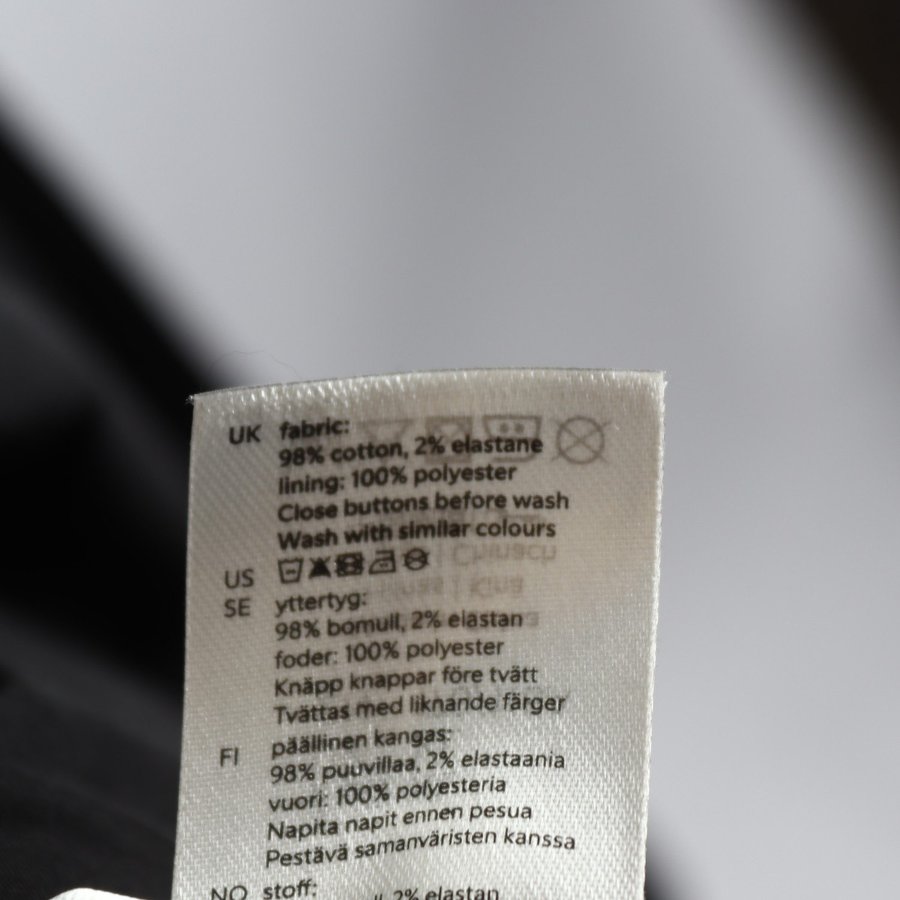 UK fabric:
98% cotton, 2% elastane
lining: 100% polyester
Close buttons before wash
Wash with similar colours
US
SE yttertyg:
98% bomull, 2% elastan
foder: 100% polyester
Knäpp knappar före tvätt
Tvättas med liknande färger
FI päällinen kangas:
98% puuvillaa, 2% elastaania
vuori: 100% polyesteria
Napita napit ennen pesua
Pestävä samanväristen kanssa
NO stoff:
2% elastan